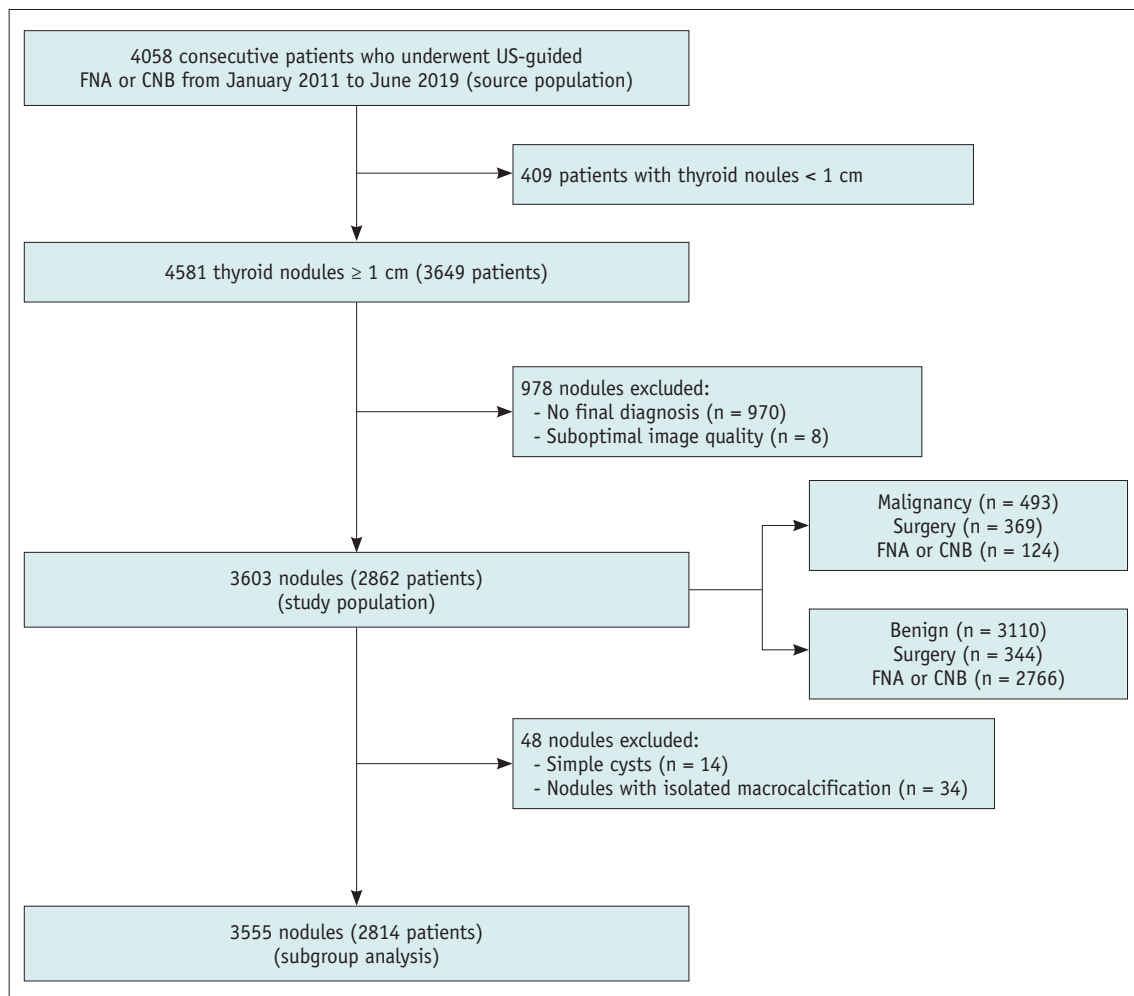 4058 consecutive patients who underwent US-guided
FNA or CNB from January 2011 to June 2019 (source population)
409 patients with thyroid noules < 1 cm
4581 thyroid nodules ≥ 1 cm (3649 patients)
978 nodules excluded:
- No final diagnosis (n = 970)
- Suboptimal image quality (n = 8)
Malignancy (n = 493)
Surgery (n = 369)
FNA or CNB (n = 124)
3603 nodules (2862 patients)
(study population)
Benign (n = 3110)
Surgery (n = 344)
FNA or CNB (n = 2766)
48 nodules excluded:
- Simple cysts (n = 14)
- Nodules with isolated macrocalcification (n = 34)
3555 nodules (2814 patients)
(subgroup analysis)